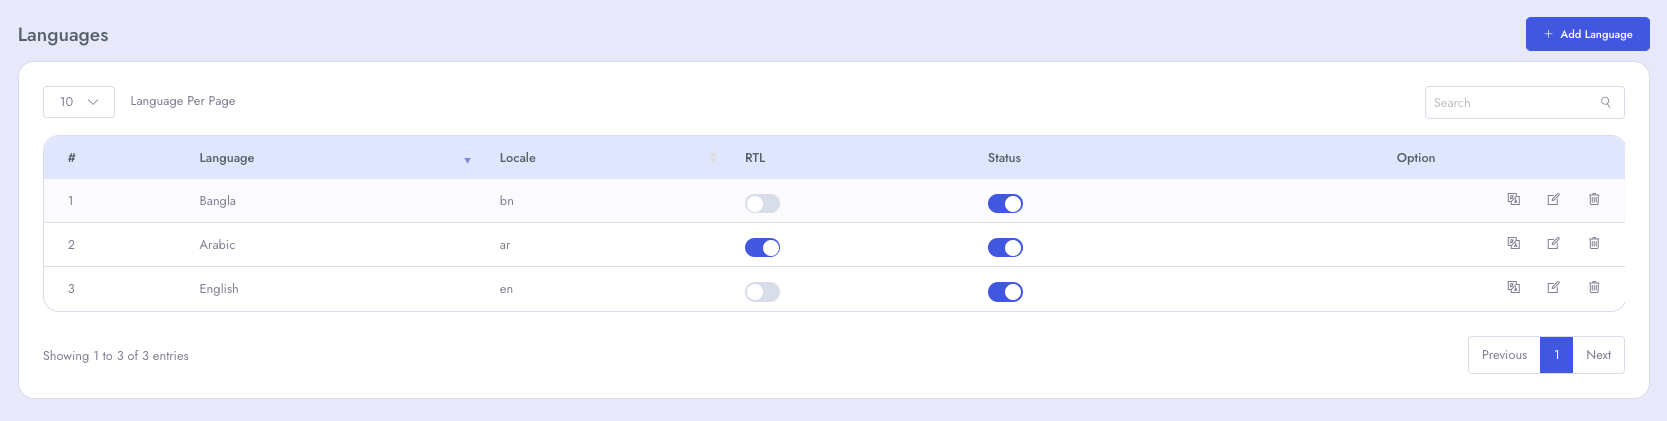 Languages
+ Add Language
10 Language Per Page Search
# Language Locale RTL Status Option
1 Bangla bn
2 Arabic ar
3 English en
Showing 1 to 3 of 3 entries Previous 1 Next